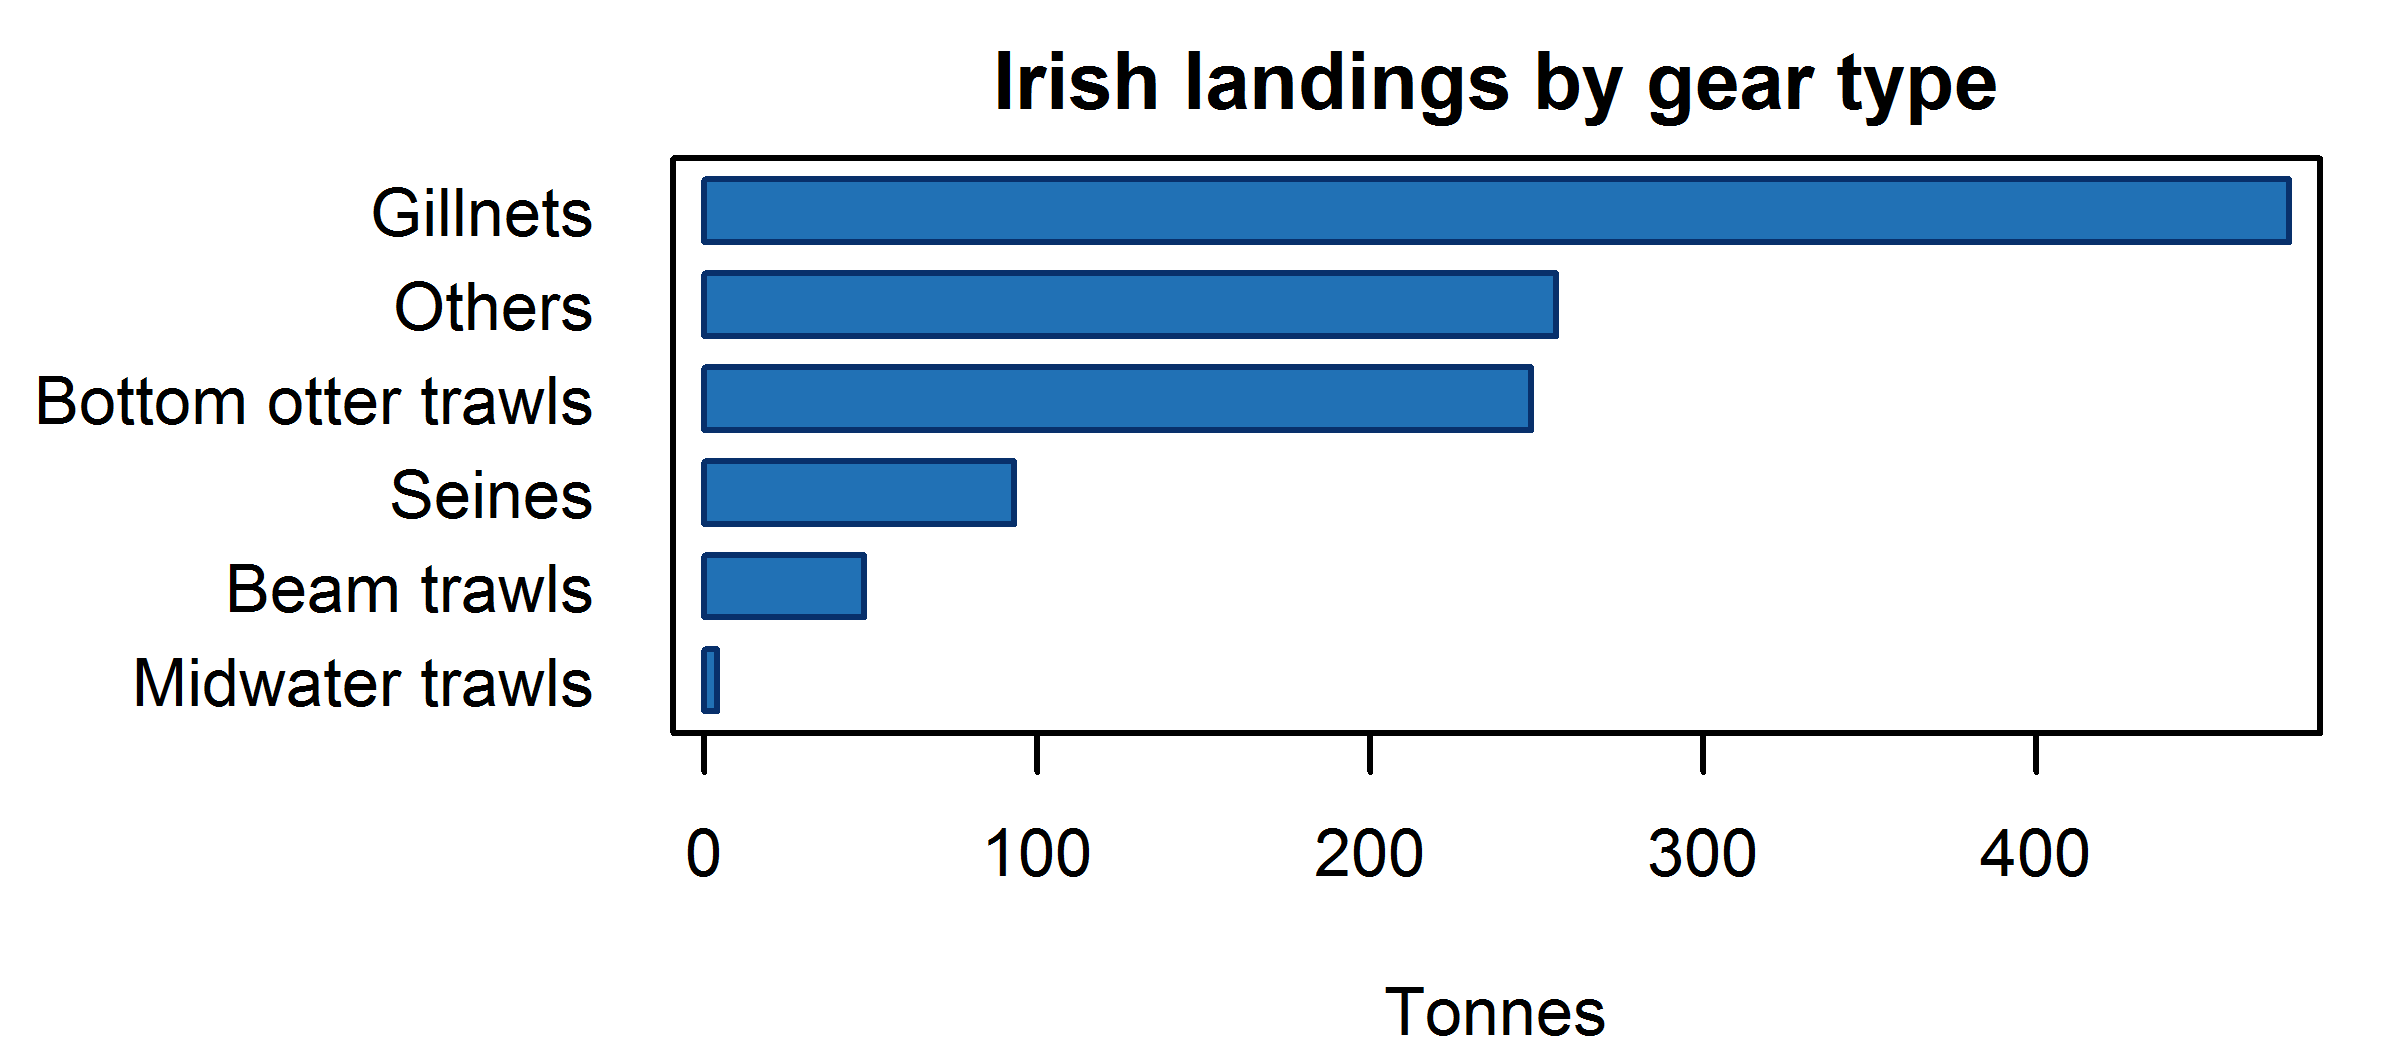 Irish landings by gear type
Gillnets
Others
Bottom otter trawls
Seines
Beam trawls
Midwater trawls
0 100 200 300 400
Tonnes